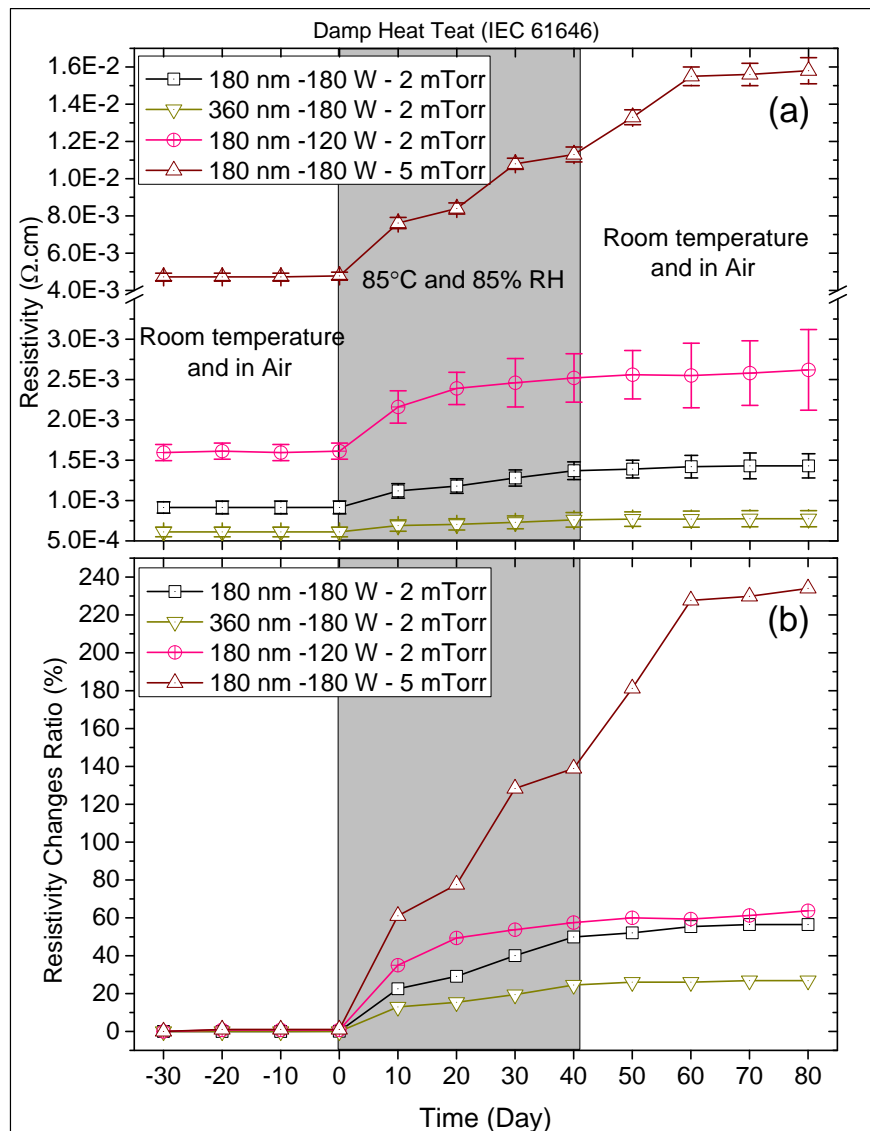 Damp Heat Teat (IEC 61646)
1.6E-2
1.4E-2
1.2E-2
1.0E-2
8.0E-3
6.0E-3
4.0E-3
3.0E-3
2.5E-3
1.5E-3
1.0E-3
5.0E-4
Resistivity (Ω.cm)
180 nm -180 W - 2 mTorr
360 nm -180 W - 2 mTorr
180 nm -120 W - 2 mTorr
180 nm -180 W - 5 mTorr
(a)
Room temperature
and in Air
85°C and 85% RH
Room temperature
and in Air
240
220
200
180
160
140
120
100
80
60
40
20
0
Resistivity Changes Ratio (%)
180 nm -180 W - 2 mTorr
360 nm -180 W - 2 mTorr
180 nm -120 W - 2 mTorr
180 nm -180 W - 5 mTorr
(b)
-30 -20 -10 0 10 20 30 40 50 60 70 80
Time (Day)